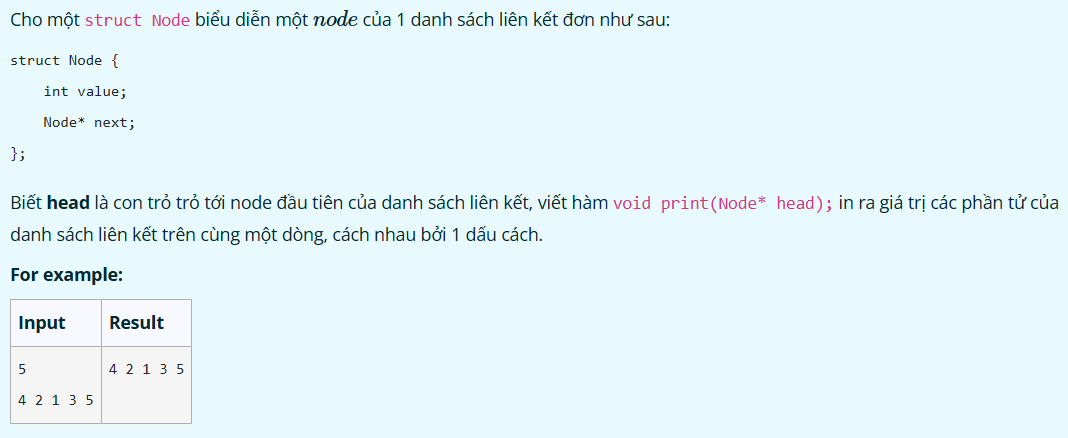 Cho một struct Node biểu diễn một node của 1 danh sách liên kết đơn như sau:
struct Node {
    int value;
    Node* next;
};
Biết head là con trỏ trỏ tới node đầu tiên của danh sách liên kết, viết hàm void print(Node* head); in ra giá trị các phần tử của
danh sách liên kết trên cùng một dòng, cách nhau bởi 1 dấu cách.
For example:
Input Result
5 4 2 1 3 5
4 2 1 3 5